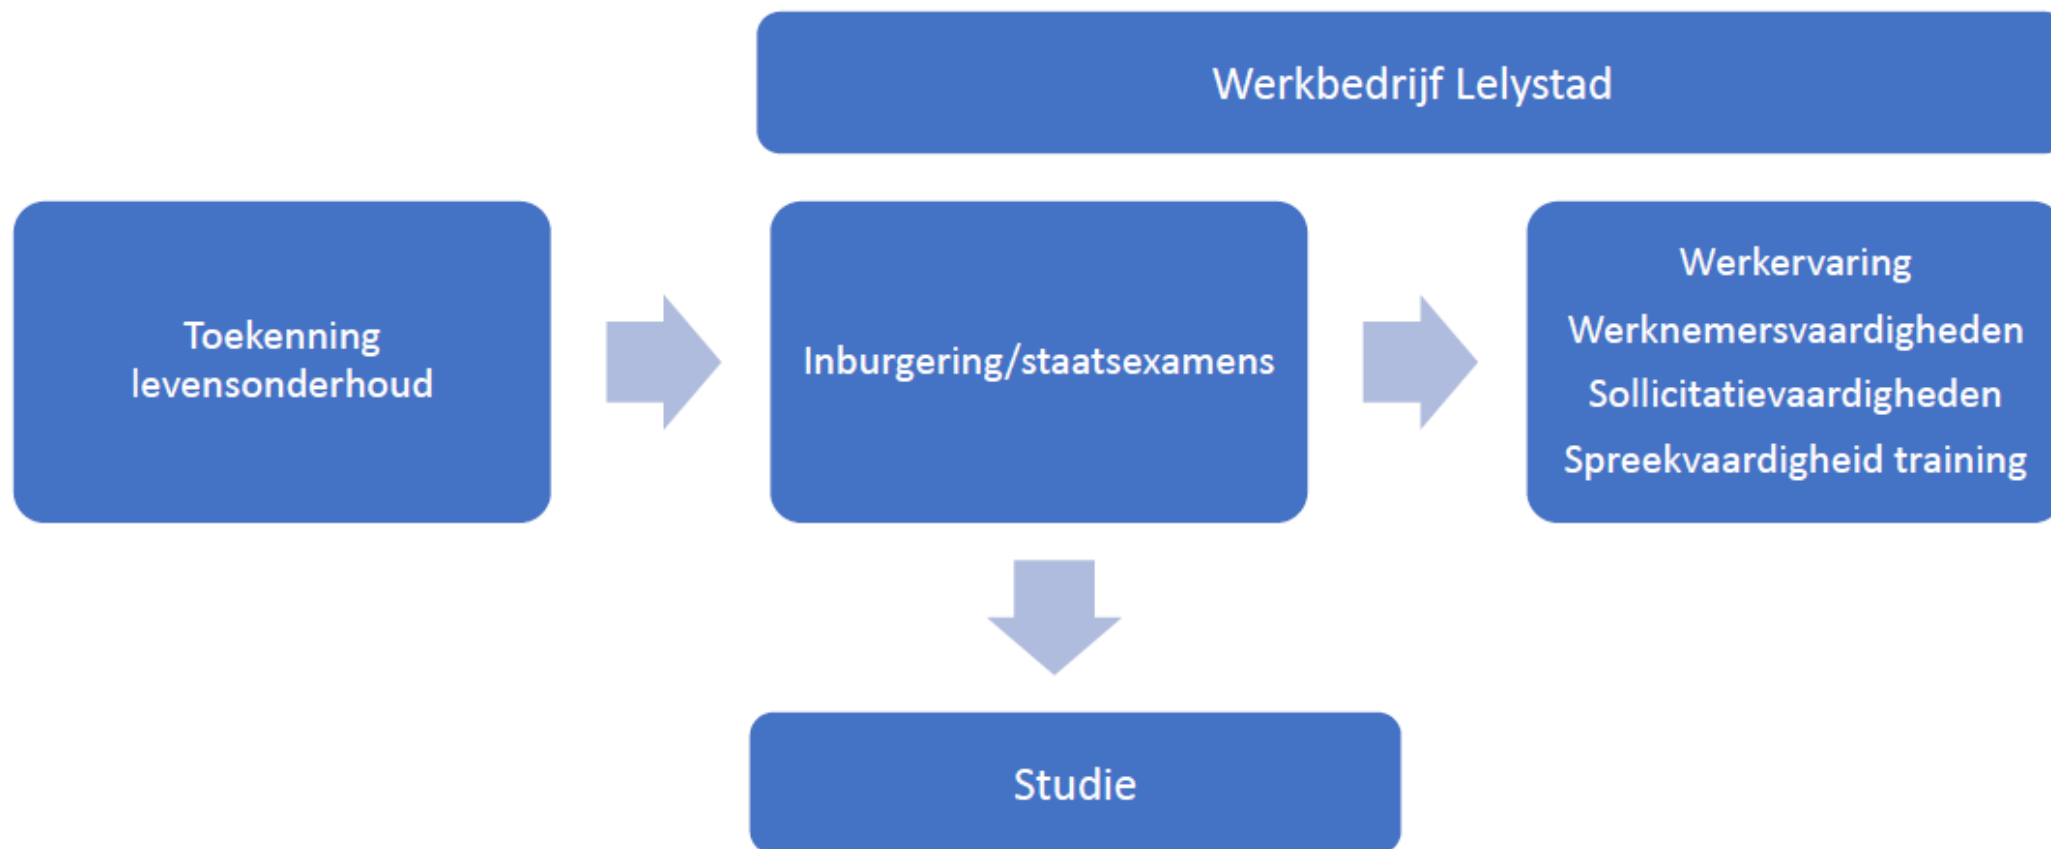 Werkbedrijf Lelystad
Toekenning
levensonderhoud
Inburgering/staatsexamens
Werkervaring
Werknemersvaardigheden
Sollicitatievaardigheden
Spreekvaardigheid training
Studie